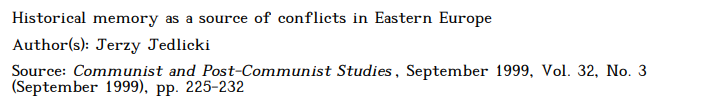 Historical memory as a source of conflicts in Eastern Europe
Author(s): Jerzy Jedlicki
Source: Communist and Post-Communist Studies, September 1999, Vol. 32, No. 3
(September 1999), pp. 225-232